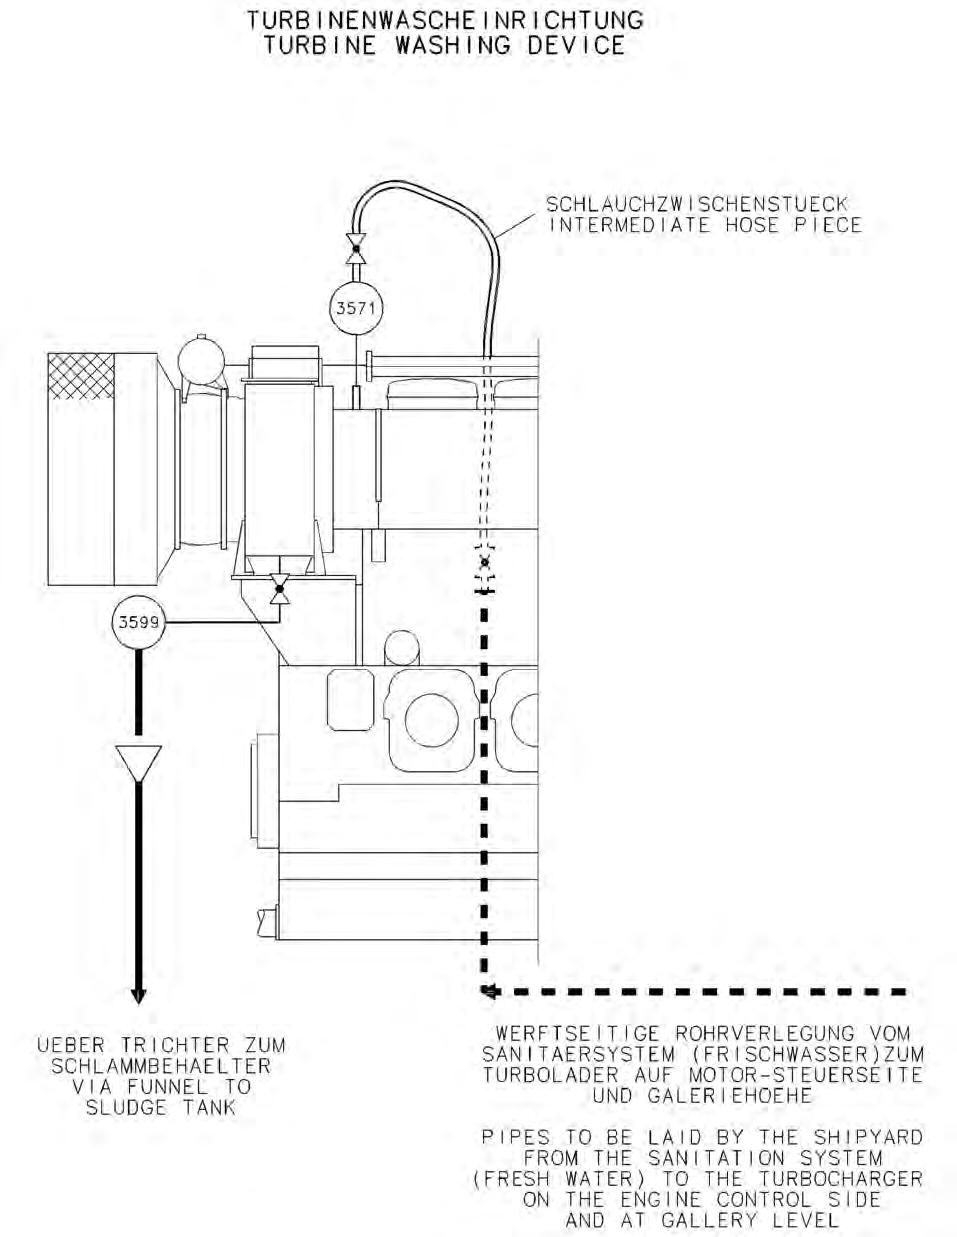 TURBINENWASCHEINRICHTUNG
TURBINE WASHING DEVICE
SCHLAUCHZWISCHENSTUECK
INTERMEDIATE HOSE PIECE
3571
3599
UEBER TRICHTER ZUM
SCHLAMMBEHAELTER
VIA FUNNEL TO
SLUDGE TANK
WERFTSEITIGE ROHRVERLEGUNG VOM
SANITAERSYSTEM (FRISCHWASSER)ZUM
TURBOLADER AUF MOTOR-STEUERSEITE
UND GALERIEHOEHE
PIPES TO BE LAID BY THE SHIPYARD
FROM THE SANITATION SYSTEM
(FRESH WATER) TO THE TURBOCHARGER
ON THE ENGINE CONTROL SIDE
AND AT GALLERY LEVEL